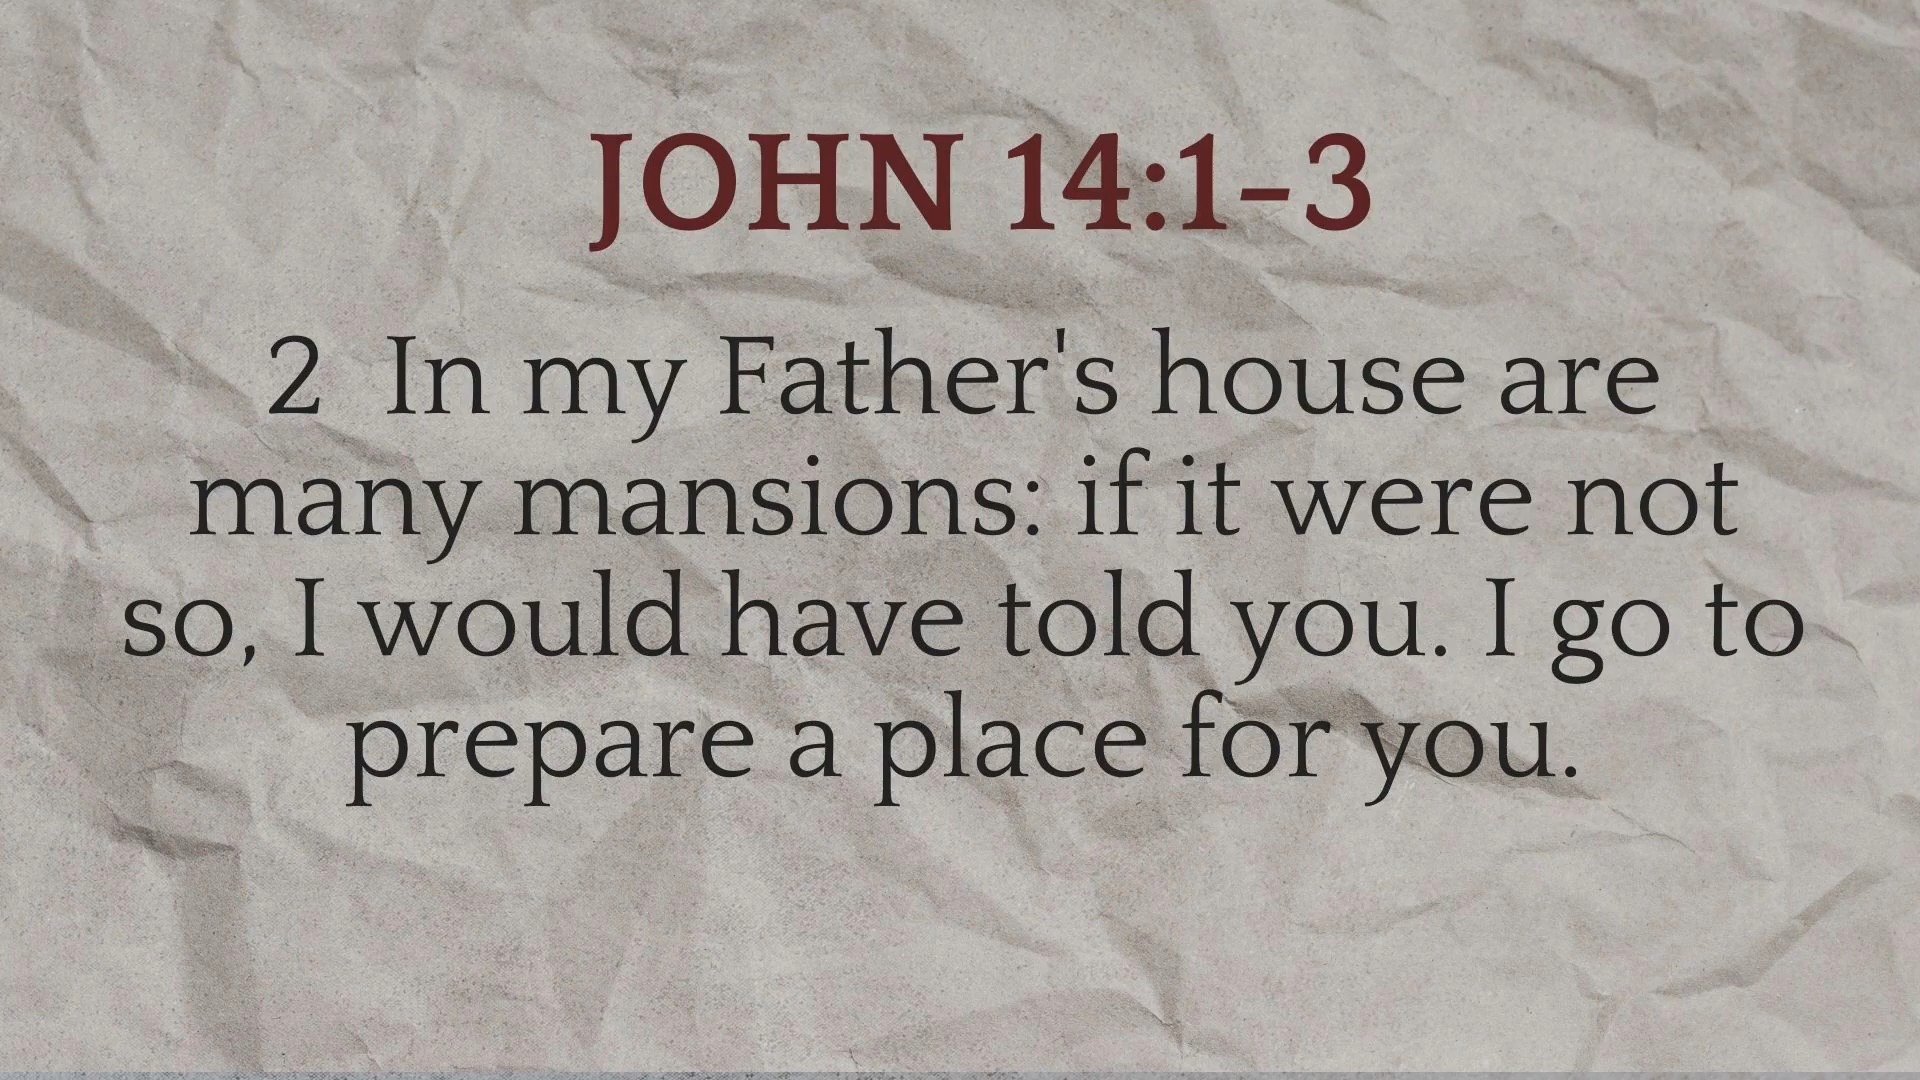 JOHN 14:1-3
2  In my Father's house are
many mansions: if it were not
so, I would have told you. I go to
prepare a place for you.